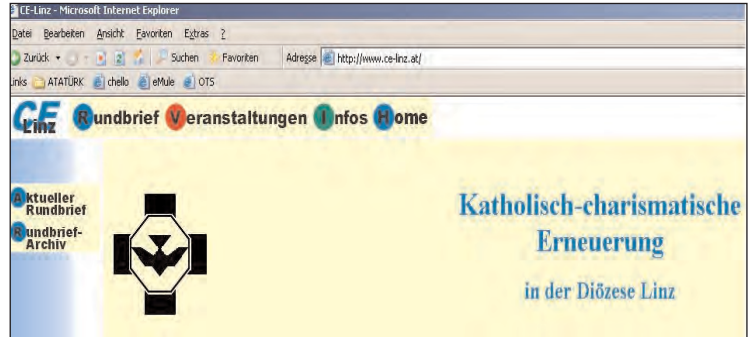 CE-Linz - Microsoft Internet Explorer
Datei Bearbeiten Ansicht Favoriten Extras ?
Zurück Suchen Favoriten Adresse http://www.ce-linz.at/
Links ATATÜRK chello eMule OTS
CE Linz Rundbrief Veranstaltungen Infos Home
Aktueller
Rundbrief
Rundbrief-
Archiv
Katholisch-charismatische
Erneuerung
in der Diözese Linz